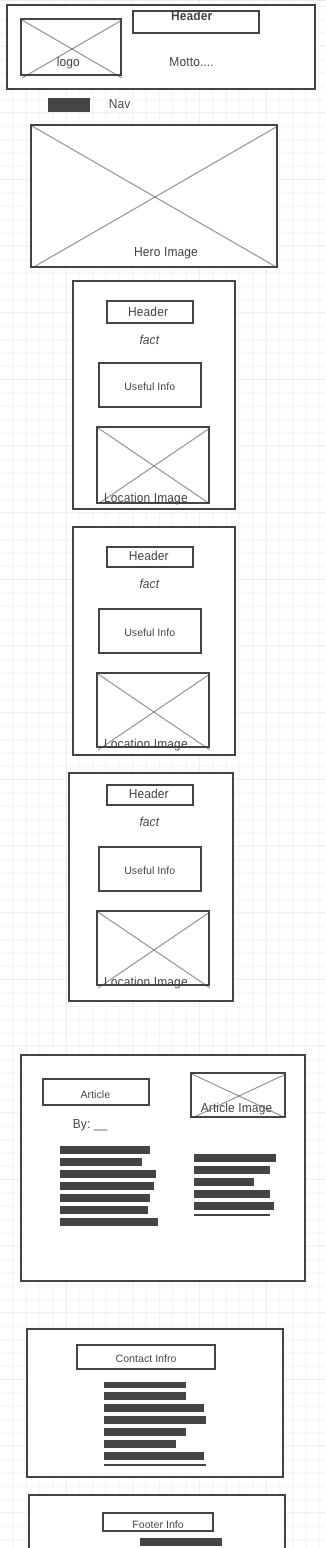 Header
logo
Motto....
Nav
Hero Image
Header
fact
Useful Info
Location Image
Header
fact
Useful Info
Location Image
Header
fact
Useful Info
Location Image
Article
Article Image
By: __
Contact Infro
Footer Info